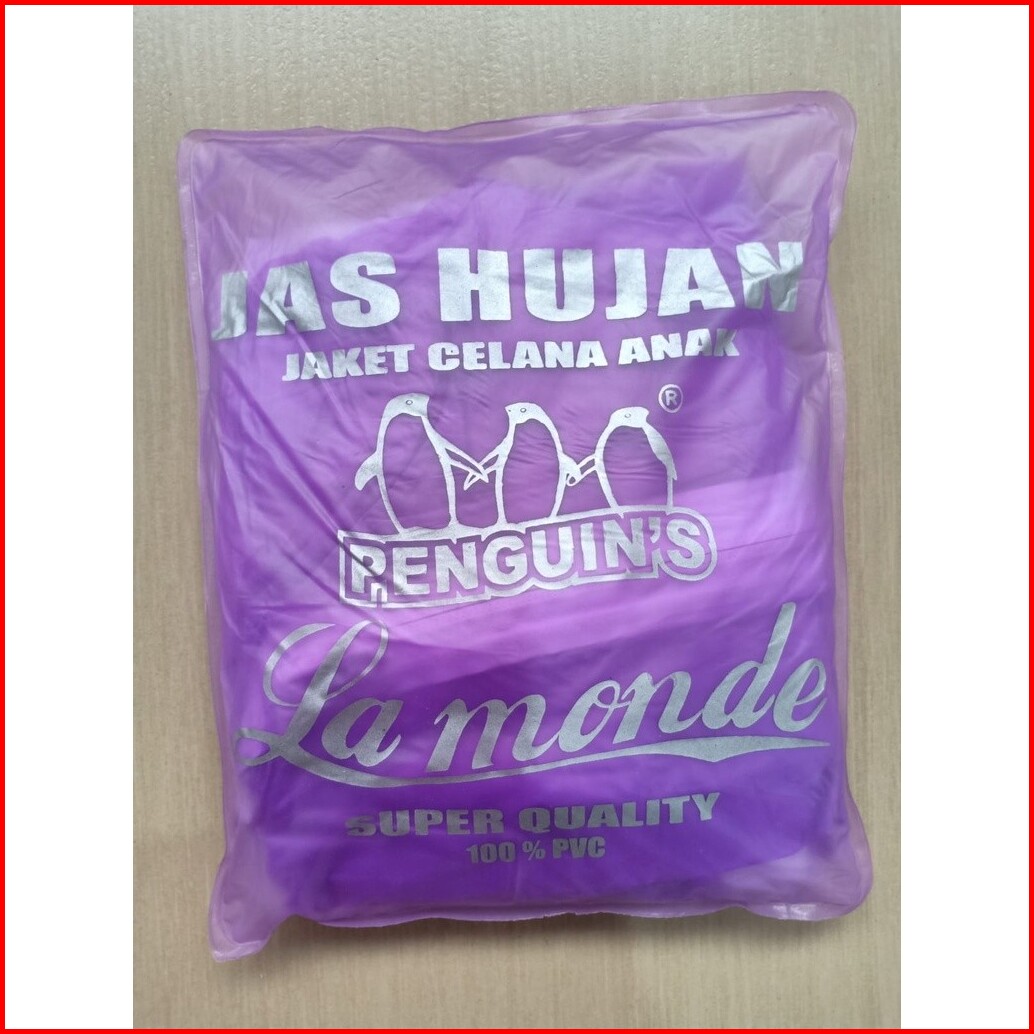 JAS HUJAN
JAKET CELANA ANAK
®
PENGUIN'S
La monde
SUPER QUALITY
100 % PVC